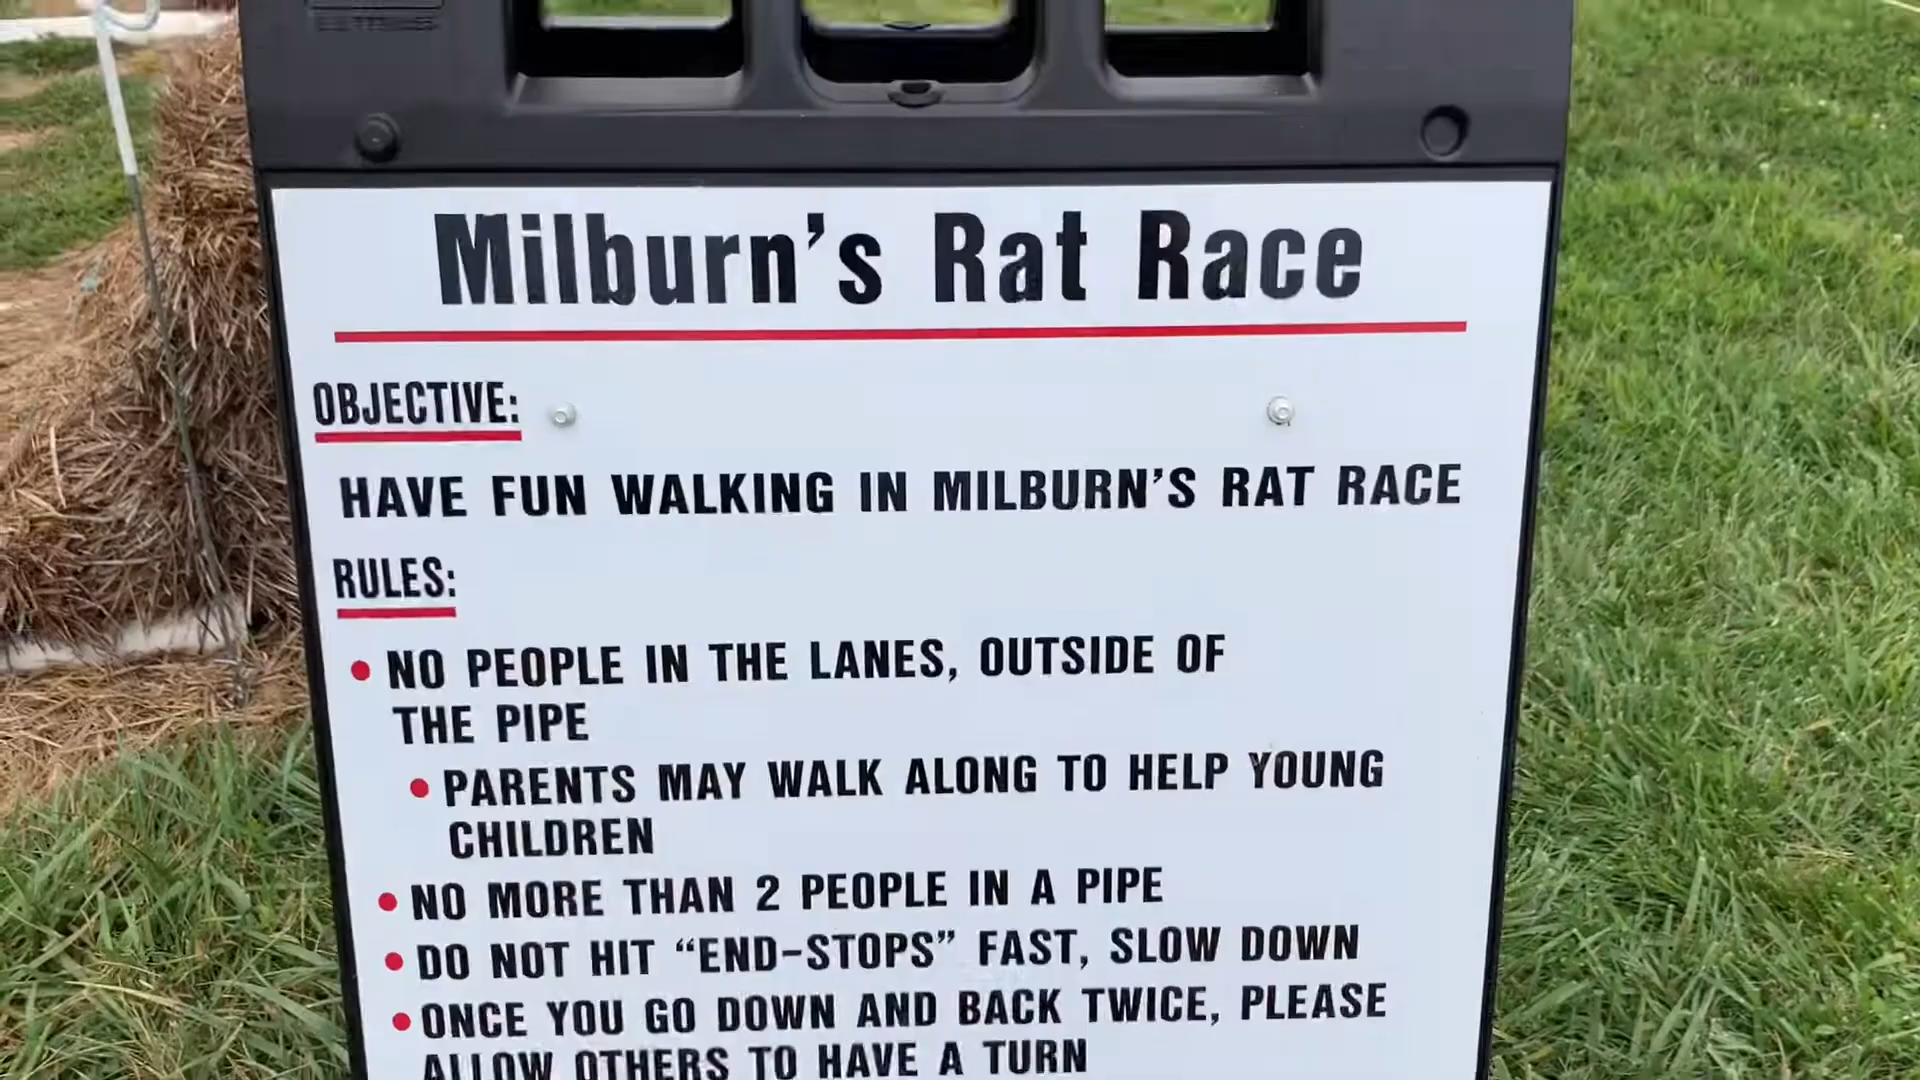 Milburn's Rat Race
OBJECTIVE:
HAVE FUN WALKING IN MILBURN'S RAT RACE
RULES:
• NO PEOPLE IN THE LANES, OUTSIDE OF
THE PIPE
• PARENTS MAY WALK ALONG TO HELP YOUNG
CHILDREN
• NO MORE THAN 2 PEOPLE IN A PIPE
• DO NOT HIT “END-STOPS” FAST, SLOW DOWN
• ONCE YOU GO DOWN AND BACK TWICE, PLEASE
ALLOW OTHERS TO HAVE A TURN